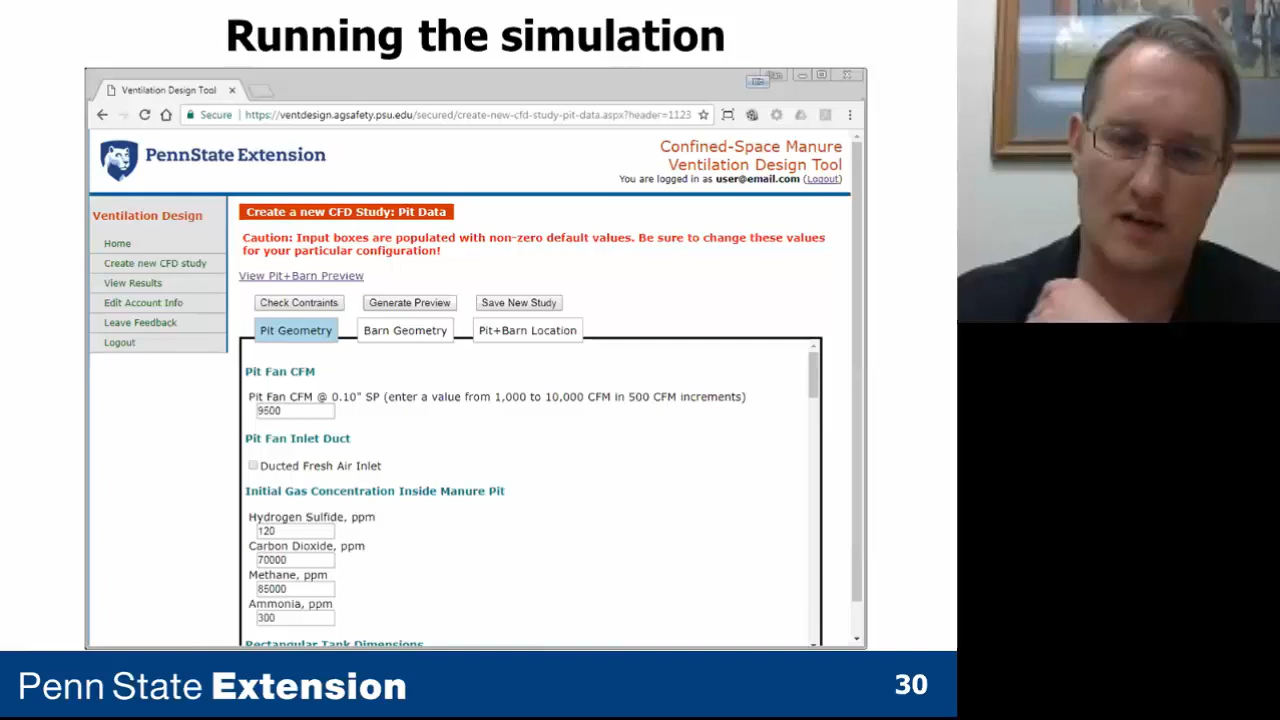 Running the simulation
Ventilation Design Tool
Secure https://ventdesign.agsafety.psu.edu/secured/create-new-cfd-study-pit-data.aspx?header=1123
PennState Extension
Confined-Space Manure
Ventilation Design Tool
You are logged in as user@email.com (Logout)
Ventilation Design
Home
Create new CFD study
View Results
Edit Account Info
Leave Feedback
Logout
Create a new CFD Study: Pit Data
Caution: Input boxes are populated with non-zero default values. Be sure to change these values
for your particular configuration!
View Pit+Barn Preview
Check Contraints
Generate Preview
Save New Study
Pit Geometry
Barn Geometry
Pit+Barn Location
Pit Fan CFM
Pit Fan CFM @ 0.10" SP (enter a value from 1,000 to 10,000 CFM in 500 CFM increments)
9500
Pit Fan Inlet Duct
Ducted Fresh Air Inlet
Initial Gas Concentration Inside Manure Pit
Hydrogen Sulfide, ppm
120
Carbon Dioxide, ppm
70000
Methane, ppm
85000
Ammonia, ppm
300
Rectangular Tank Dimensions
Penn State Extension
30